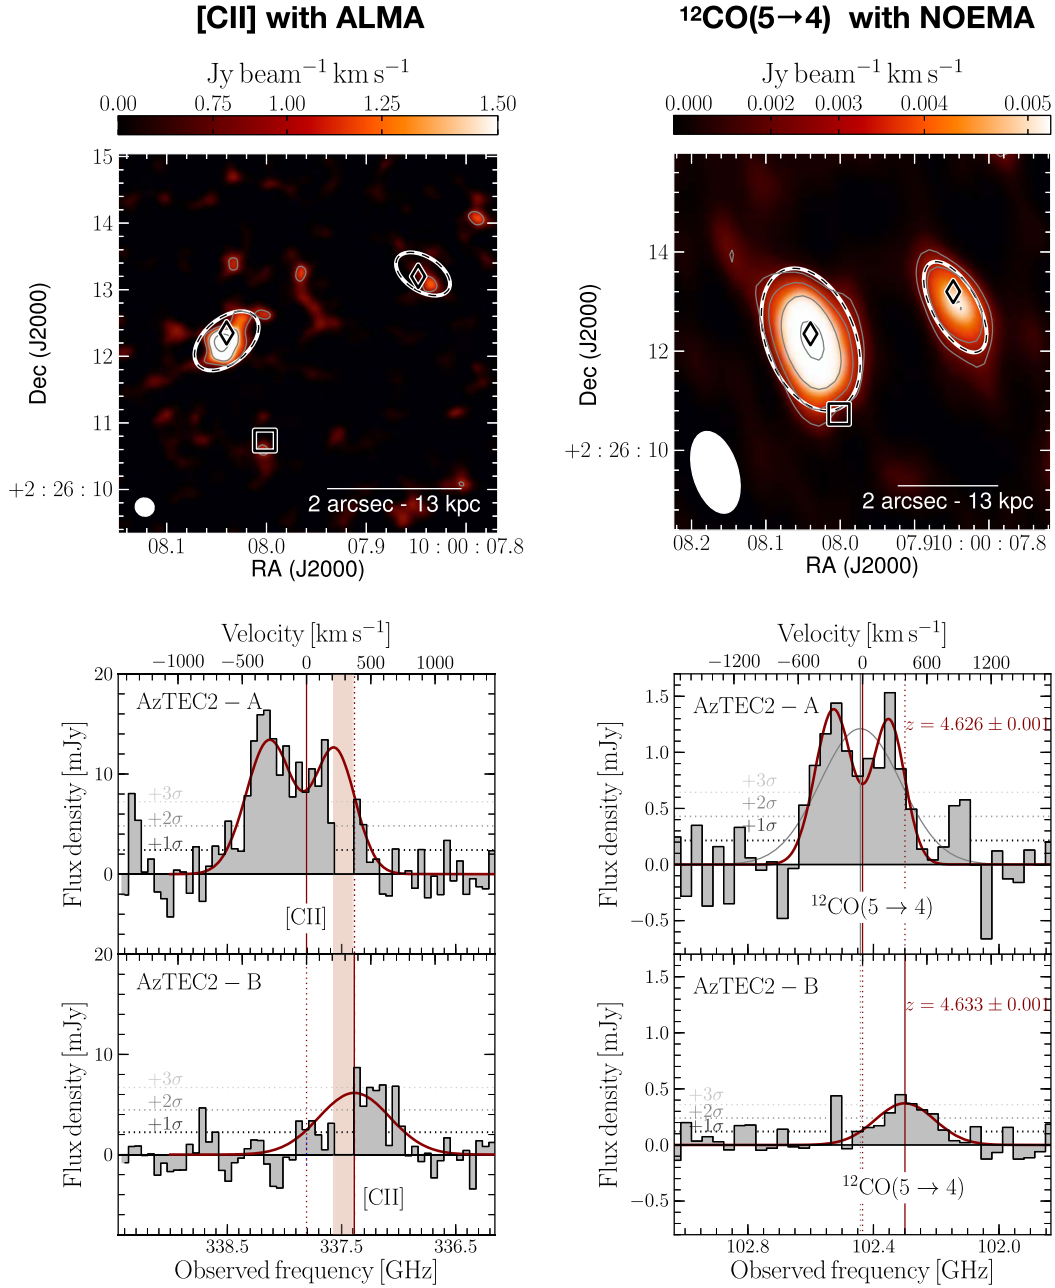 [CII] with ALMA
Jy beam⁻¹ km s⁻¹
0.00 0.75 1.00 1.25 1.50
15
14
13
12
11
+2 : 26 : 10
Dec (J2000)
2 arcsec - 13 kpc
08.1 08.0 07.9 10 : 00 : 07.8
RA (J2000)
¹²CO(5→4) with NOEMA
Jy beam⁻¹ km s⁻¹
0.000 0.002 0.003 0.004 0.005
14
12
+2 : 26 : 10
Dec (J2000)
2 arcsec - 13 kpc
08.2 08.1 08.0 07.9 10 : 00 : 07.8
RA (J2000)
Velocity [km s⁻¹]
−1000 −500 0 500 1000
20
10
0
Flux density [mJy]
AzTEC2 − A
+3σ
+2σ
+1σ
[CII]
20
10
0
Flux density [mJy]
AzTEC2 − B
+3σ
+2σ
+1σ
[CII]
338.5 337.5 336.5
Observed frequency [GHz]
Velocity [km s⁻¹]
−1200 −600 0 600 1200
1.5
1.0
0.5
0.0
−0.5
Flux density [mJy]
AzTEC2 − A
z = 4.626 ± 0.001
+3σ
+2σ
+1σ
¹²CO(5 → 4)
1.5
1.0
0.5
0.0
−0.5
Flux density [mJy]
AzTEC2 − B
z = 4.633 ± 0.001
+3σ
+2σ
+1σ
¹²CO(5 → 4)
102.8 102.4 102.0
Observed frequency [GHz]